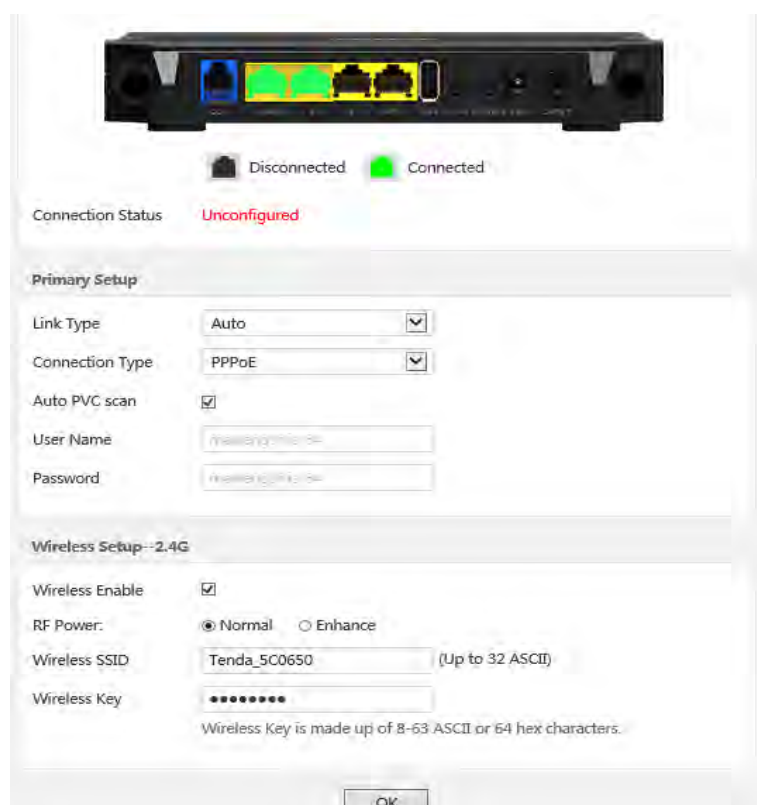 Disconnected Connected
Connection Status Unconfigured
Primary Setup
Link Type Auto
Connection Type PPPoE
Auto PVC scan
User Name
Password
Wireless Setup--2.4G
Wireless Enable
RF Power: Normal Enhance
Wireless SSID Tenda_5C0650 (Up to 32 ASCII)
Wireless Key ●●●●●●●●
Wireless Key is made up of 8-63 ASCII or 64 hex characters.
OK